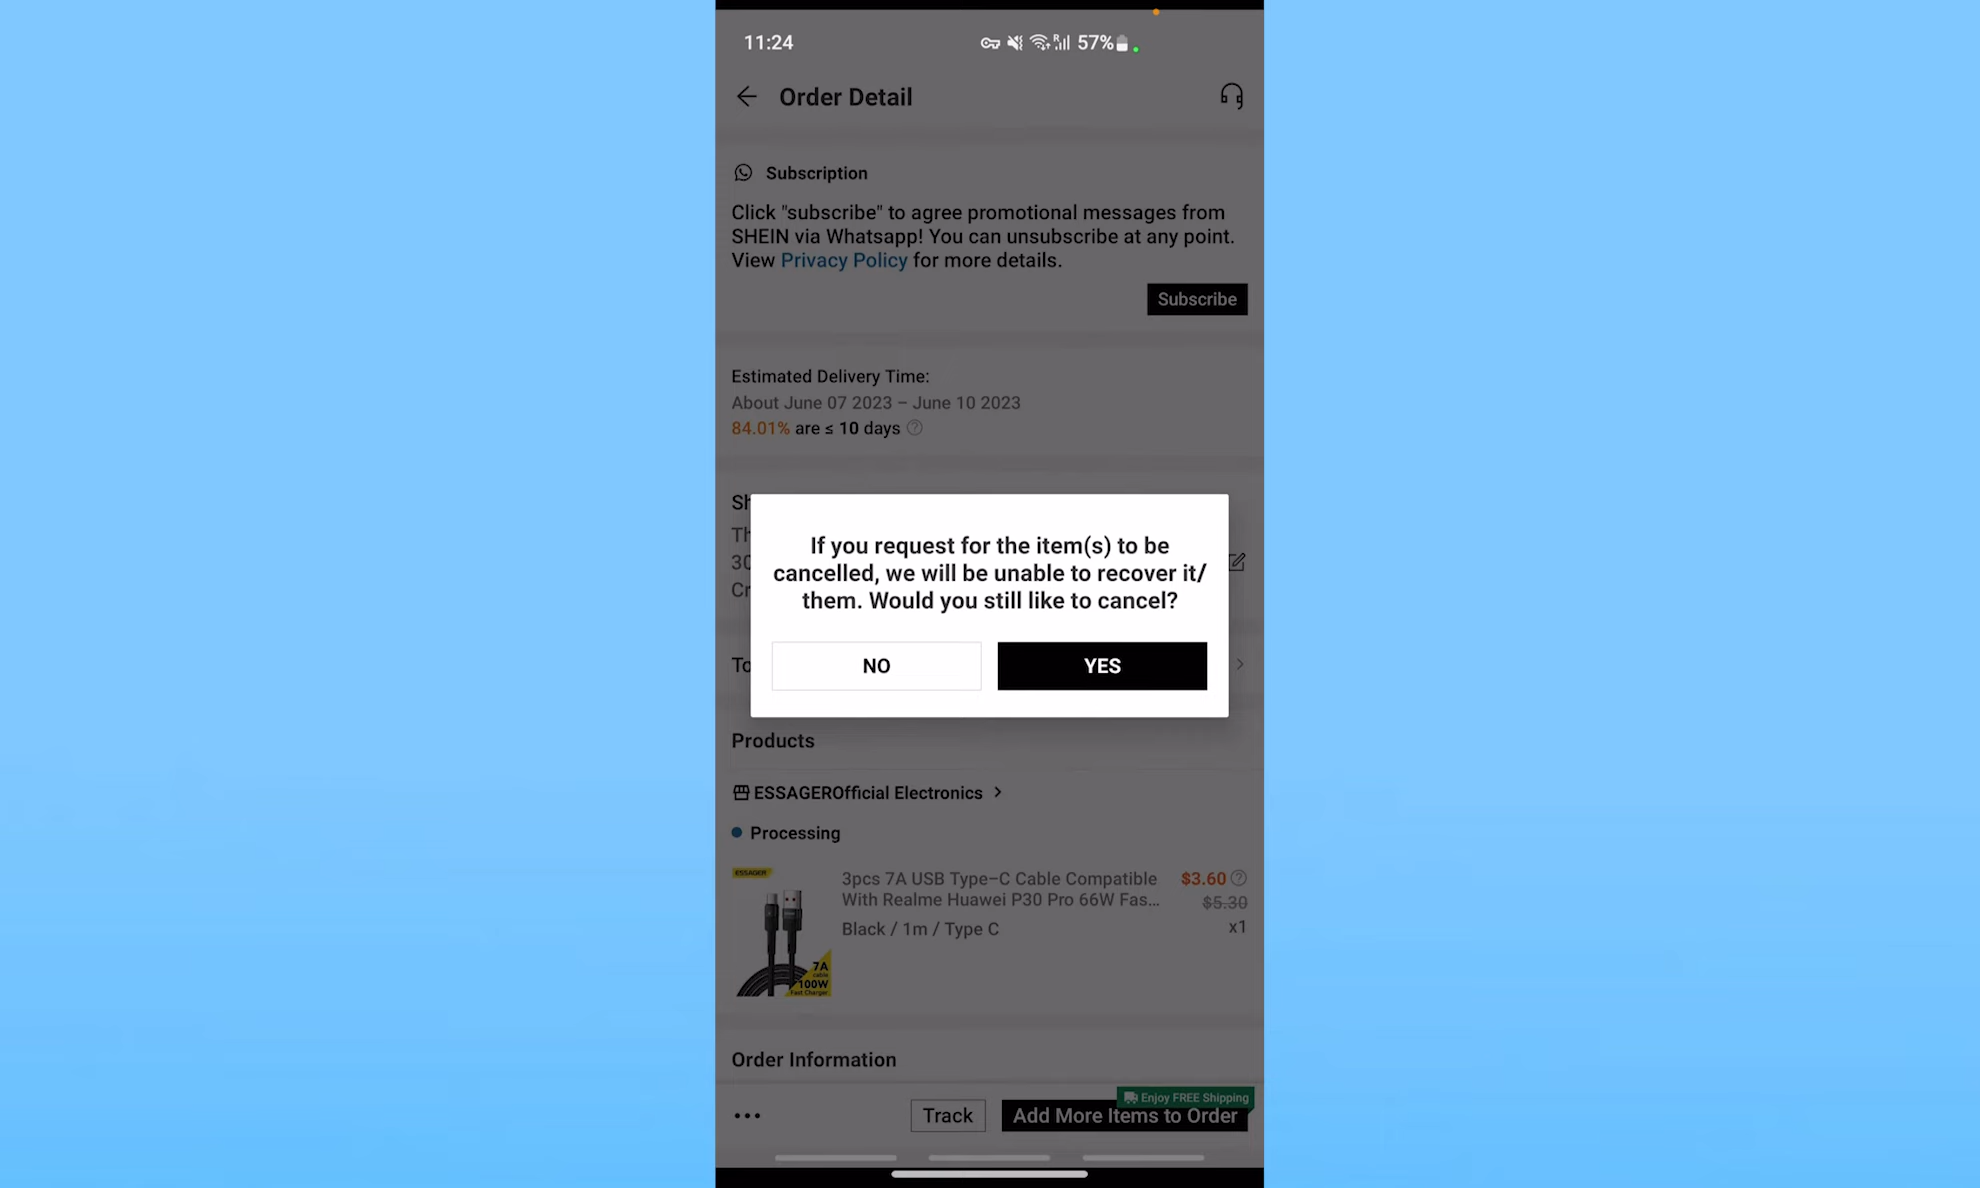 11:24
R
57%
Order Detail
Subscription
Click "subscribe" to agree promotional messages from
SHEIN via Whatsapp! You can unsubscribe at any point.
View Privacy Policy for more details.
Subscribe
Estimated Delivery Time:
About June 07 2023 – June 10 2023
84.01% are ≤ 10 days
If you request for the item(s) to be
cancelled, we will be unable to recover it/
them. Would you still like to cancel?
NO
YES
Products
ESSAGEROfficial Electronics
Processing
ESSAGER
7A
cable
100W
Fast Charger
3pcs 7A USB Type-C Cable Compatible
With Realme Huawei P30 Pro 66W Fas...
Black / 1m / Type C
$3.60
$5.30
x1
Order Information
Enjoy FREE Shipping
Track
Add More Items to Order